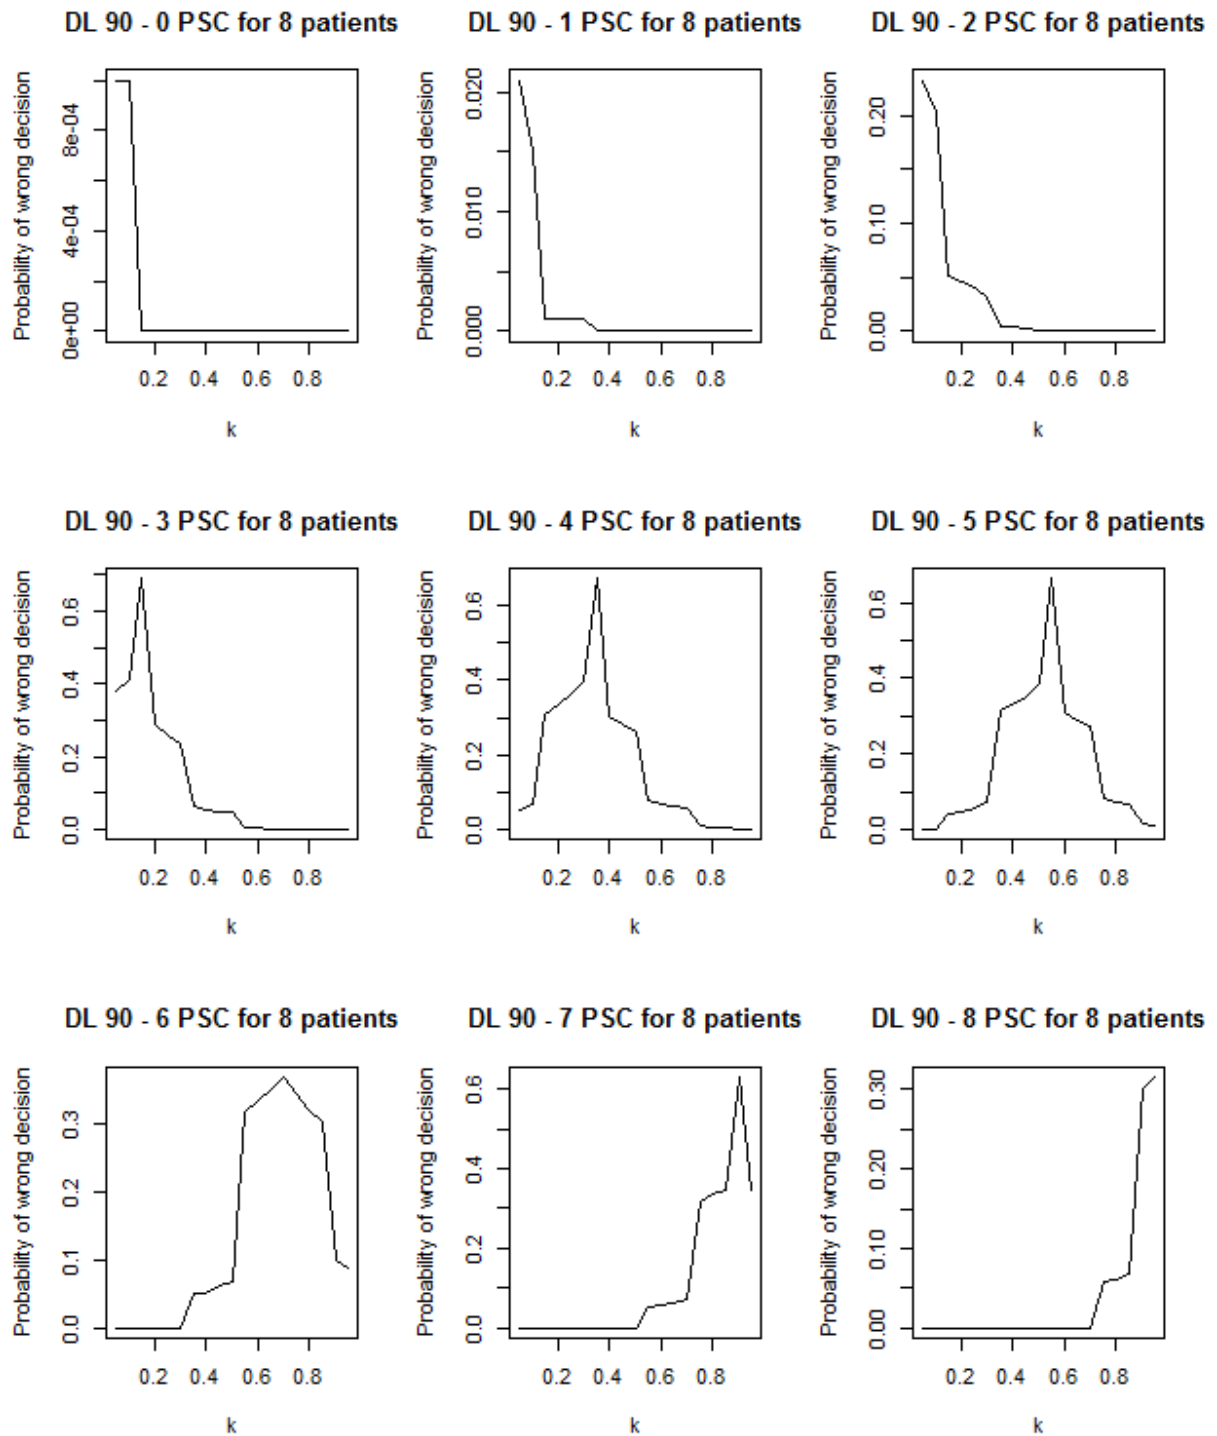 DL 90 - 0 PSC for 8 patients
Probability of wrong decision
0e+00 4e-04 8e-04
0.2 0.4 0.6 0.8
k
DL 90 - 1 PSC for 8 patients
Probability of wrong decision
0.000 0.010 0.020
0.2 0.4 0.6 0.8
k
DL 90 - 2 PSC for 8 patients
Probability of wrong decision
0.00 0.10 0.20
0.2 0.4 0.6 0.8
k
DL 90 - 3 PSC for 8 patients
Probability of wrong decision
0.0 0.2 0.4 0.6
0.2 0.4 0.6 0.8
k
DL 90 - 4 PSC for 8 patients
Probability of wrong decision
0.0 0.2 0.4 0.6
0.2 0.4 0.6 0.8
k
DL 90 - 5 PSC for 8 patients
Probability of wrong decision
0.0 0.2 0.4 0.6
0.2 0.4 0.6 0.8
k
DL 90 - 6 PSC for 8 patients
Probability of wrong decision
0.0 0.1 0.2 0.3
0.2 0.4 0.6 0.8
k
DL 90 - 7 PSC for 8 patients
Probability of wrong decision
0.0 0.2 0.4 0.6
0.2 0.4 0.6 0.8
k
DL 90 - 8 PSC for 8 patients
Probability of wrong decision
0.00 0.10 0.20 0.30
0.2 0.4 0.6 0.8
k